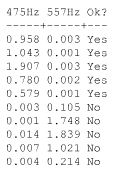 475Hz 557Hz Ok?
-----+-----+---
0.958 0.003 Yes
1.043 0.001 Yes
1.907 0.003 Yes
0.780 0.002 Yes
0.579 0.001 Yes
0.003 0.105 No
0.001 1.748 No
0.014 1.839 No
0.007 1.021 No
0.004 0.214 No